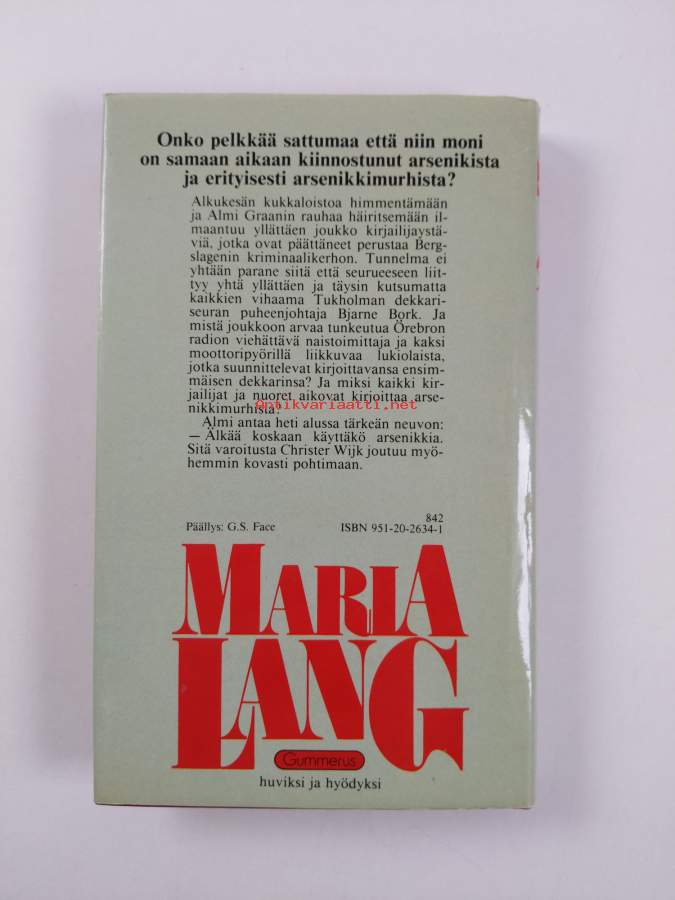 Onko pelkkää sattumaa että niin moni
on samaan aikaan kiinnostunut arsenikista
ja erityisesti arsenikkimurhista?
Alkukesän kukkaloistoa himmentämään
ja Almi Graanin rauhaa häiritsemään il-
maantuu yllättäen joukko kirjailijaystä-
viä, jotka ovat päättäneet perustaa Berg-
slagenin kriminaalikerhon. Tunnelma ei
yhtään parane siitä että seurueeseen liit-
tyy yhtä yllättäen ja täysin kutsumatta
kaikkien vihaama Tukholman dekkari-
seuran puheenjohtaja Bjarne Bork. Ja
mistä joukkoon arvaa tunkeutua Örebron
radion viehättävä naistoimittaja ja kaksi
moottoripyörillä liikkuvaa lukiolaista,
jotka suunnittelevat kirjoittavansa ensim-
mäisen dekkarinsa? Ja miksi kaikki kir-
jailijat ja nuoret aikovat kirjoittaa arse-
nikkimurhista?
Antikvariaatti.net
Almi antaa heti alussa tärkeän neuvon:
— Älkää koskaan käyttäkö arsenikkia.
Sitä varoitusta Christer Wijk joutuu myö-
hemmin kovasti pohtimaan.
842
Päällys: G.S. Face ISBN 951-20-2634-1
MARIA
LANG
Gummerus
huviksi ja hyödyksi